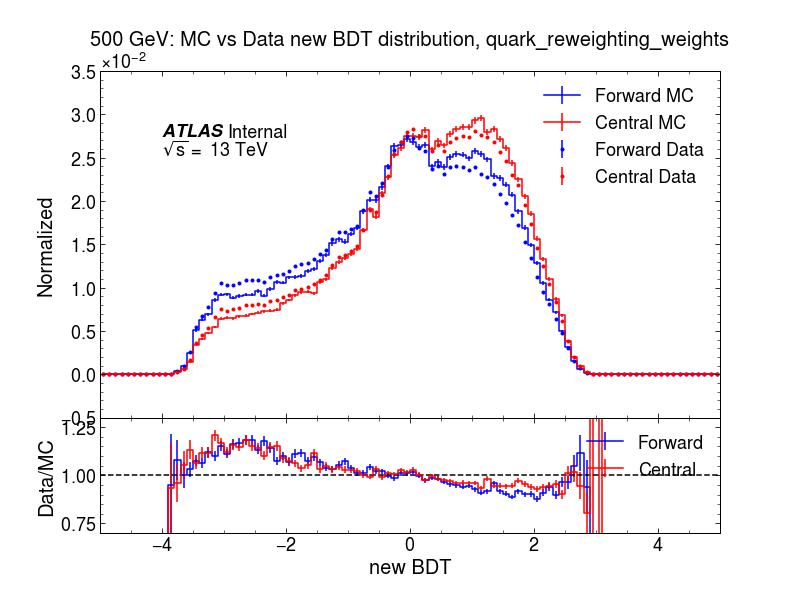 500 GeV: MC vs Data new BDT distribution, quark_reweighting_weights
×10⁻²
3.5
3.0
2.5
2.0
1.5
1.0
0.5
0.0
0.5
Normalized
ATLAS Internal
√s = 13 TeV
Forward MC
Central MC
Forward Data
Central Data
1.25
1.00
0.75
Data/MC
Forward
Central
−4 −2 0 2 4
new BDT